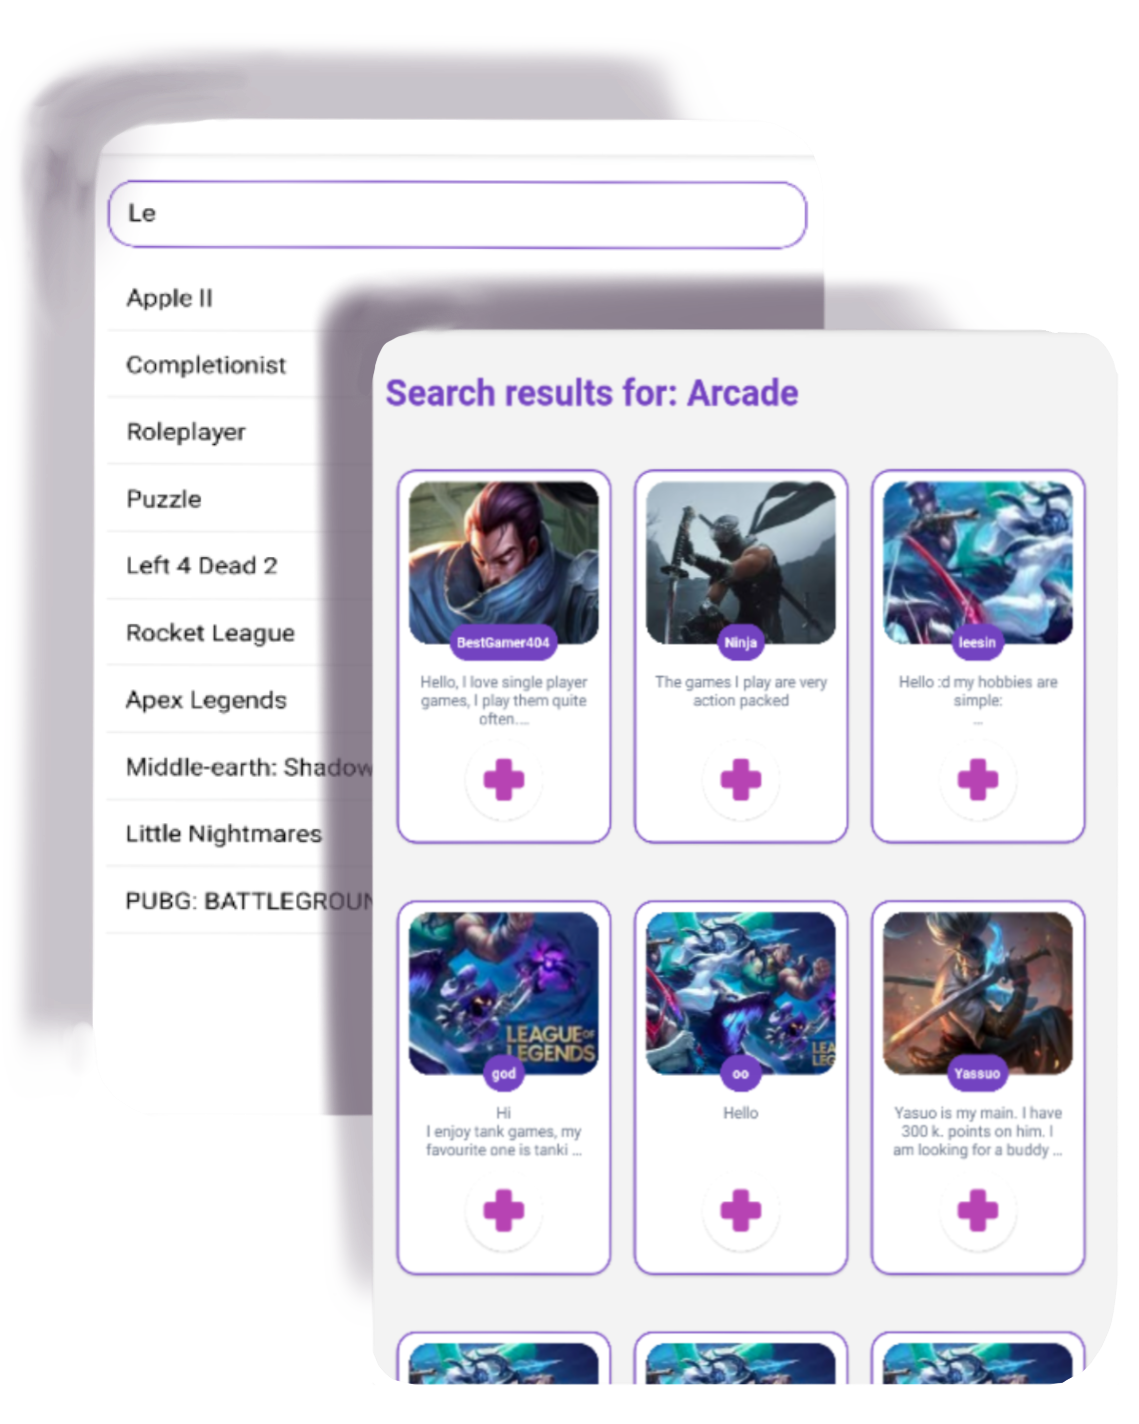 Le
Apple II
Completionist
Roleplayer
Puzzle
Left 4 Dead 2
Rocket League
Apex Legends
Middle-earth: Shadow
Little Nightmares
PUBG: BATTLEGROUN
Search results for: Arcade
BestGamer404
Hello, I love single player
games, I play them quite
often....
Ninja
The games I play are very
action packed
leesin
Hello :d my hobbies are
simple:
...
LEAGUE OF
LEGENDS
god
Hi
I enjoy tank games, my
favourite one is tanki ...
LEA
LEG
oo
Hello
Yassuo
Yasuo is my main. I have
300 k. points on him. I
am looking for a buddy ...